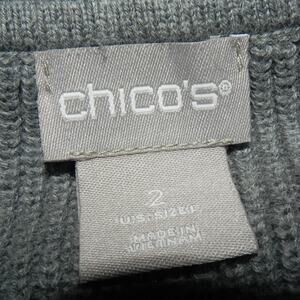 chico's®
2
U.S. SIZE L
MADE IN
VIETNAM